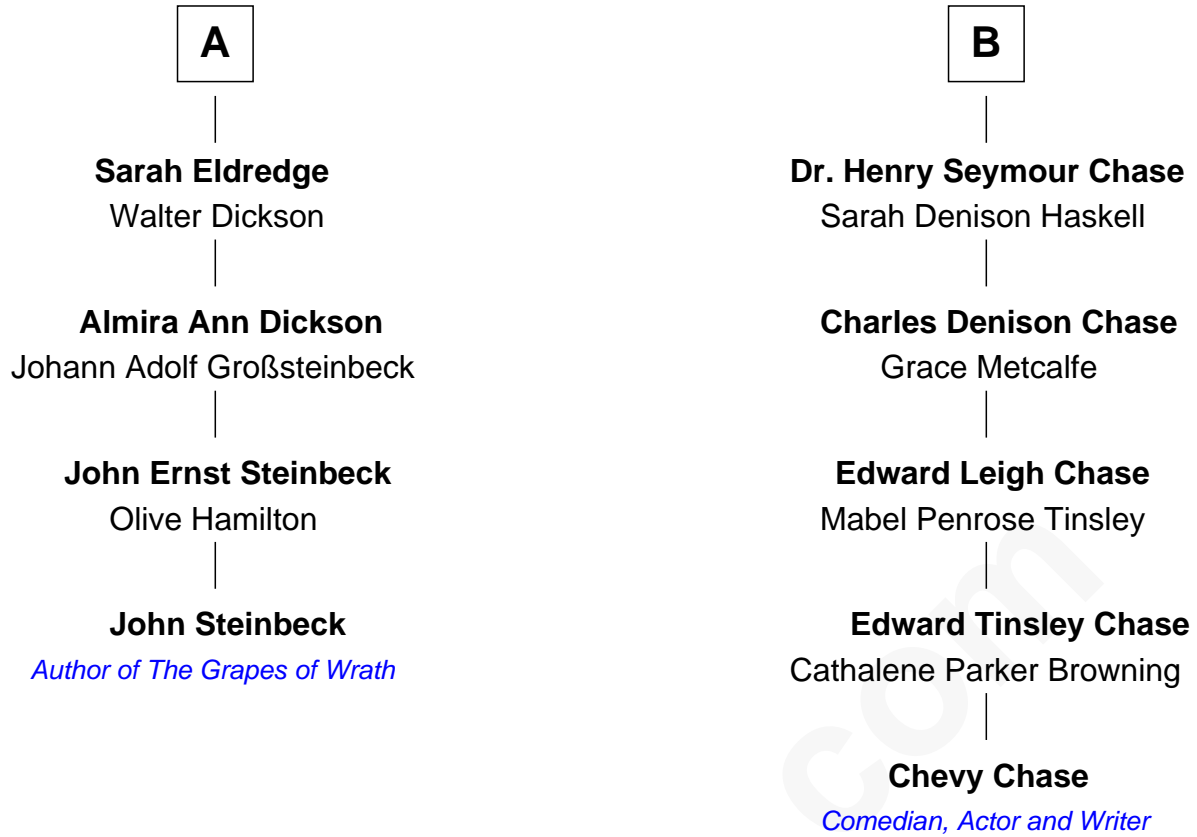 A
Sarah Eldredge
Walter Dickson
Almira Ann Dickson
Johann Adolf Großsteinbeck
John Ernst Steinbeck
Olive Hamilton
John Steinbeck
Author of The Grapes of Wrath
B
Dr. Henry Seymour Chase
Sarah Denison Haskell
Charles Denison Chase
Grace Metcalfe
Edward Leigh Chase
Mabel Penrose Tinsley
Edward Tinsley Chase
Cathalene Parker Browning
Chevy Chase
Comedian, Actor and Writer
com